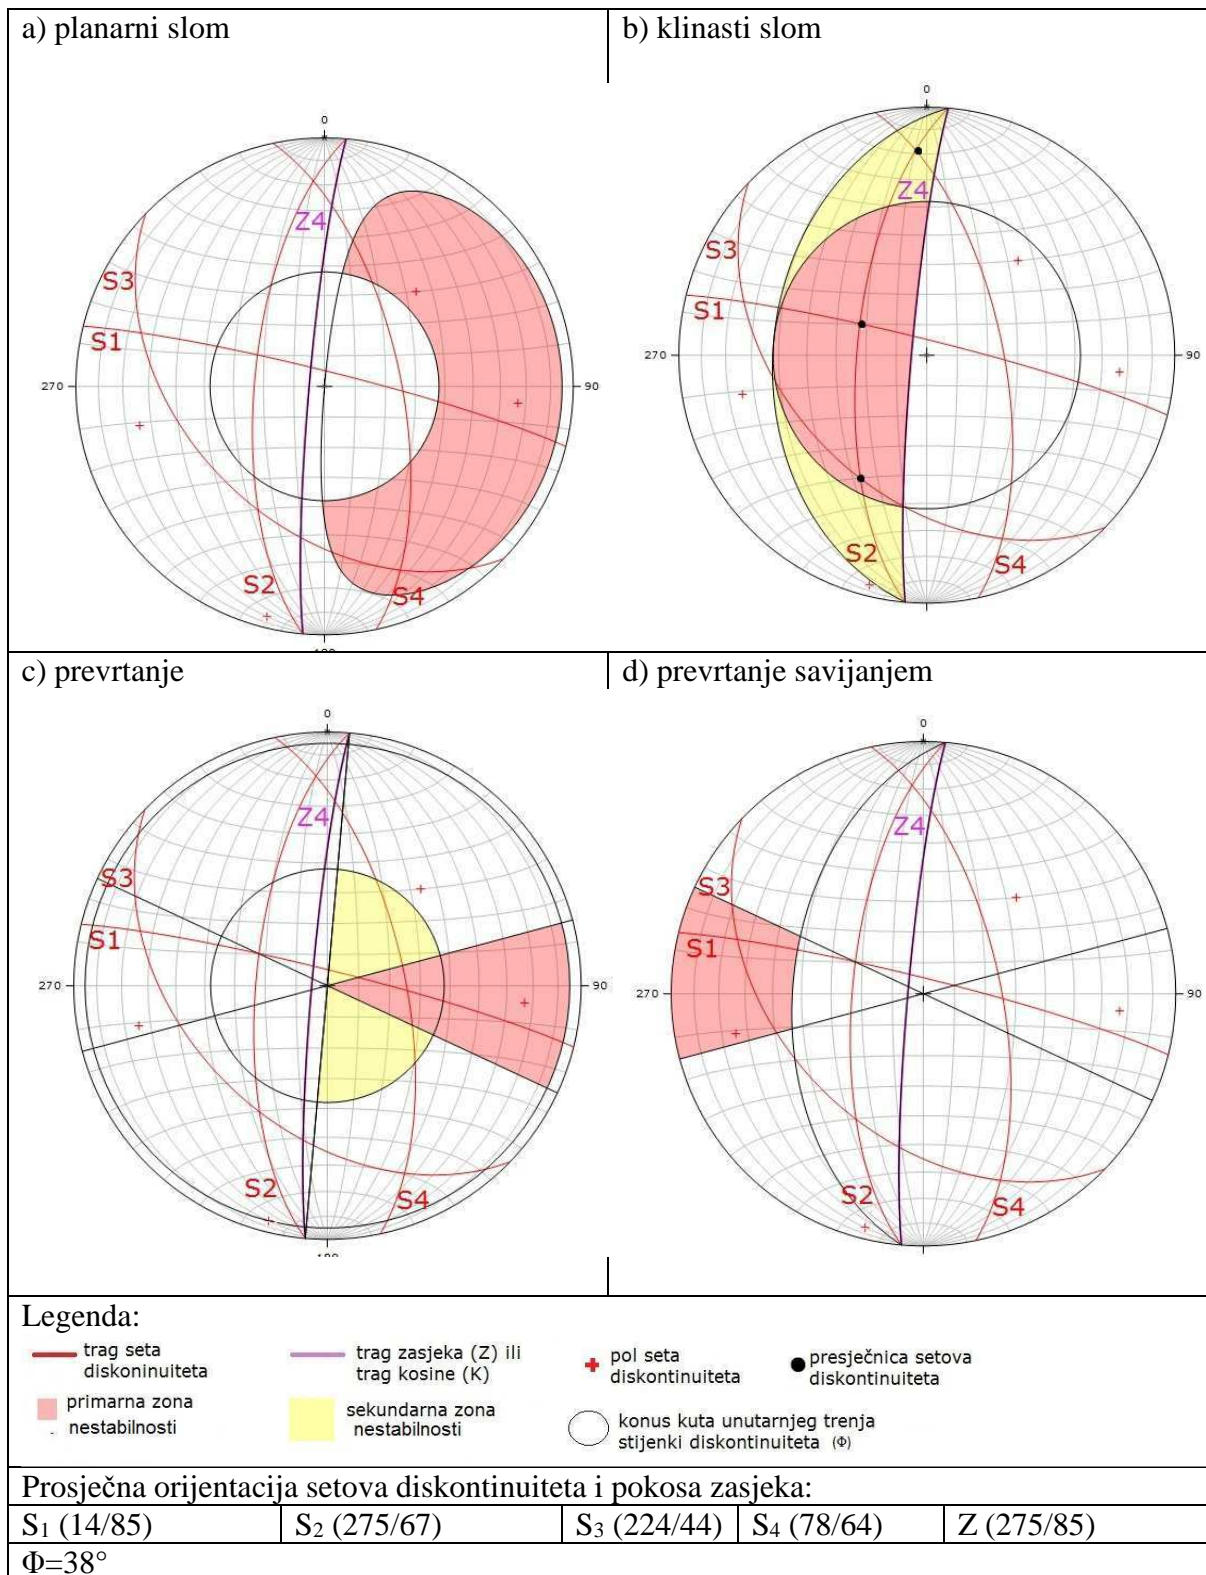 a) planarni slom
b) klinasti slom
0
Z4
S3
S1
270
90
S2
S4
0
Z4
S3
S1
270
90
S2
S4
c) prevrtanje
d) prevrtanje savijanjem
0
Z4
S3
S1
270
90
S2
S4
0
Z4
S3
S1
270
90
S2
S4
Legenda:
trag seta
diskoninuiteta
trag zasjeka (Z) ili
trag kosine (K)
pol seta
diskontinuiteta
presječnica setova
diskontinuiteta
primarna zona
nestabilnosti
sekundarna zona
nestabilnosti
konus kuta unutarnjeg trenja
stijenki diskontinuiteta (Φ)
Prosječna orijentacija setova diskontinuiteta i pokosa zasjeka:
S₁ (14/85) S₂ (275/67) S₃ (224/44) S₄ (78/64) Z (275/85)
Φ=38°